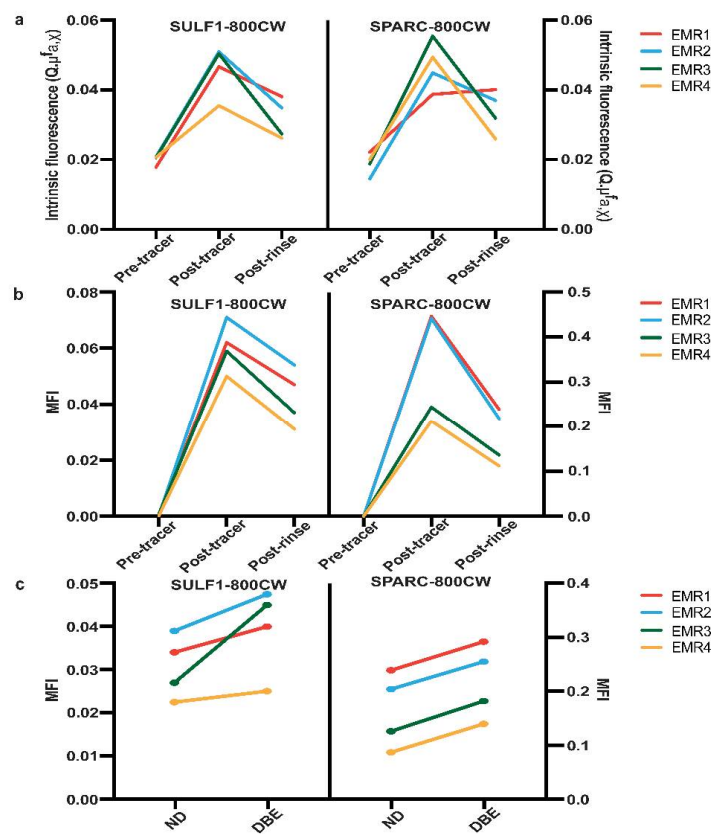 a
SULF1-800CW
SPARC-800CW
Intrinsic fluorescence (Q.μfa,χ)
0.06
0.04
0.02
0.00
0.06
0.04
0.02
0.00
Intrinsic fluorescence (Q.μfa,χ)
EMR1
EMR2
EMR3
EMR4
Pre-tracer
Post-tracer
Post-rinse
Pre-tracer
Post-tracer
Post-rinse
b
SULF1-800CW
SPARC-800CW
MFI
0.08
0.06
0.04
0.02
0.00
0.5
0.4
0.3
0.2
0.1
0.0
MFI
EMR1
EMR2
EMR3
EMR4
Pre-tracer
Post-tracer
Post-rinse
Pre-tracer
Post-tracer
Post-rinse
c
SULF1-800CW
SPARC-800CW
MFI
0.05
0.04
0.03
0.02
0.01
0.00
0.4
0.3
0.2
0.1
0.0
MFI
EMR1
EMR2
EMR3
EMR4
ND
DBE
ND
DBE